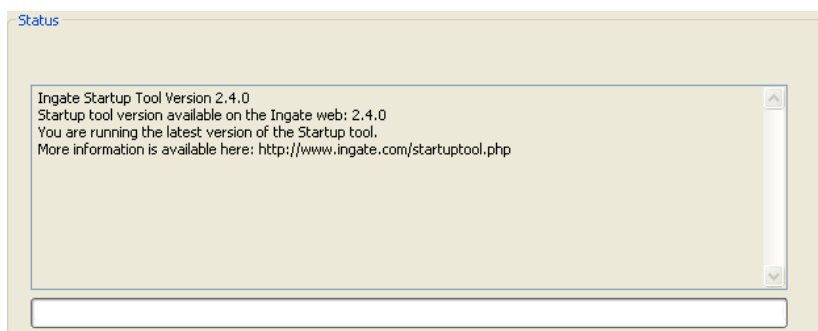 Status
Ingate Startup Tool Version 2.4.0
Startup tool version available on the Ingate web: 2.4.0
You are running the latest version of the Startup tool.
More information is available here: http://www.ingate.com/startuptool.php